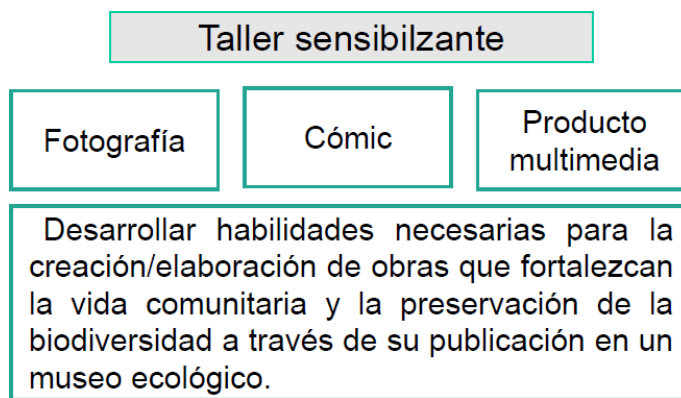 Taller sensibilzante
Fotografía
Cómic
Producto
multimedia
Desarrollar habilidades necesarias para la
creación/elaboración de obras que fortalezcan
la vida comunitaria y la preservación de la
biodiversidad a través de su publicación en un
museo ecológico.